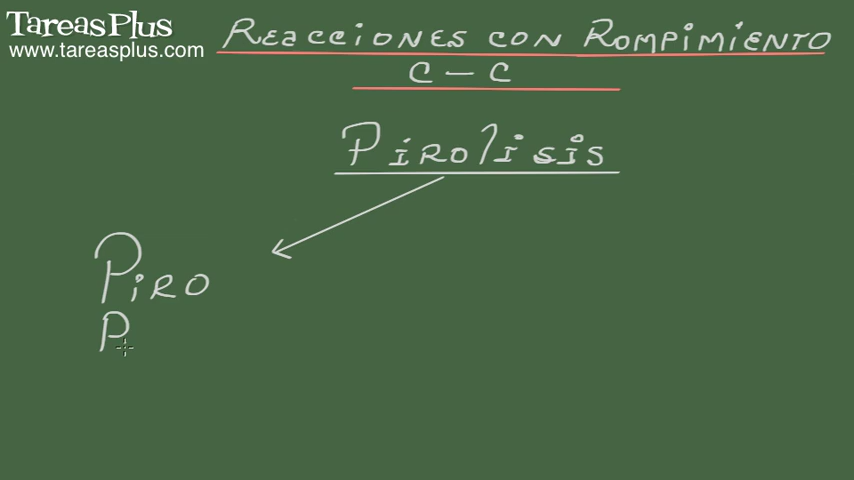 TareasPlus
www.tareasplus.com
REACCIONES CON ROMPIMIENTO
C - C
PIROlISIS
PIRO
P